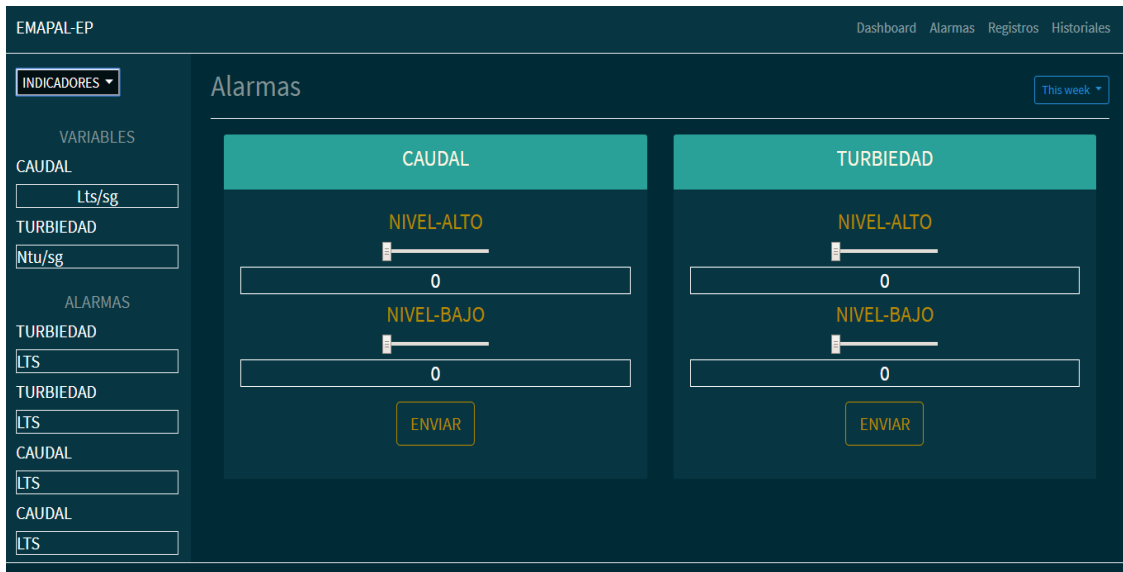 EMAPAL-EP
Dashboard Alarmas Registros Historiales
INDICADORES
VARIABLES
CAUDAL
Lts/sg
TURBIEDAD
Ntu/sg
ALARMAS
TURBIEDAD
LTS
TURBIEDAD
LTS
CAUDAL
LTS
CAUDAL
LTS
Alarmas
This week
CAUDAL
NIVEL-ALTO
0
NIVEL-BAJO
0
ENVIAR
TURBIEDAD
NIVEL-ALTO
0
NIVEL-BAJO
0
ENVIAR